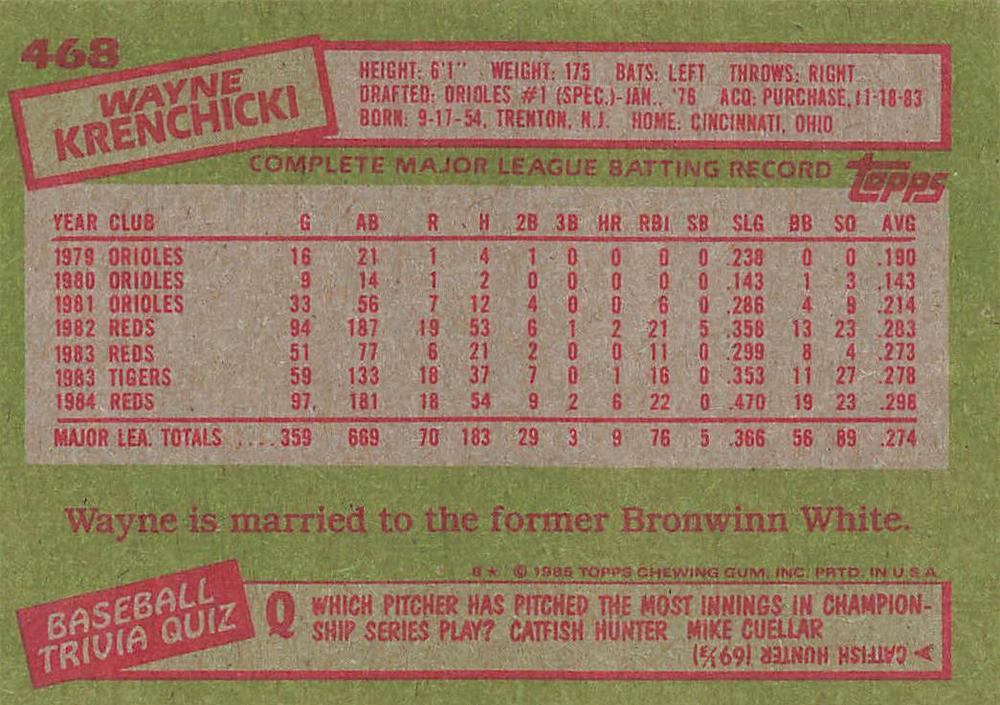 468
WAYNE
KRENCHICKI
HEIGHT: 6'1" WEIGHT: 175 BATS: LEFT THROWS: RIGHT
DRAFTED: ORIOLES #1 (SPEC.)-JAN., '76 ACQ: PURCHASE, 11-18-83
BORN: 9-17-54, TRENTON, N.J. HOME: CINCINNATI, OHIO
COMPLETE MAJOR LEAGUE BATTING RECORD
topps
YEAR CLUB G AB R H 2B 3B HR RBI SB SLG BB SO AVG
1979 ORIOLES 16 21 1 4 1 0 0 0 0 .238 0 0 .190
1980 ORIOLES 9 14 1 2 0 0 0 0 0 .143 1 3 .143
1981 ORIOLES 33 56 7 12 4 0 0 6 0 .286 4 9 .214
1982 REDS 94 187 19 53 6 1 2 21 5 .358 13 23 .283
1983 REDS 51 77 6 21 2 0 0 11 0 .299 8 4 .273
1983 TIGERS 59 133 18 37 7 0 1 16 0 .353 11 27 .278
1984 REDS 97 181 18 54 9 2 6 22 0 .470 19 23 .298
MAJOR LEA. TOTALS ....359 669 70 183 29 3 9 76 5 .366 56 89 .274
Wayne is married to the former Bronwinn White.
8★ © 1985 TOPPS CHEWING GUM, INC. PRTD. IN U.S.A.
BASEBALL
TRIVIA QUIZ
Q WHICH PITCHER HAS PITCHED THE MOST INNINGS IN CHAMPION-
SHIP SERIES PLAY? CATFISH HUNTER MIKE CUELLAR
A CATFISH HUNTER (69⅓)